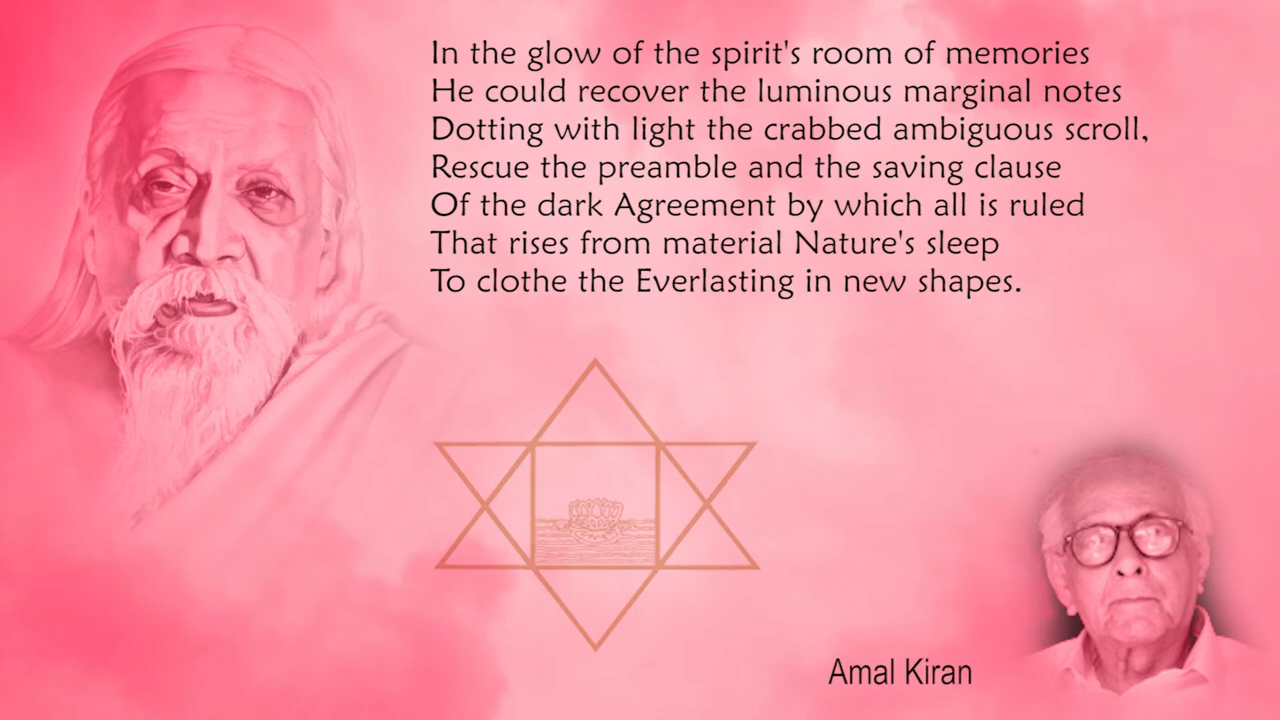 In the glow of the spirit's room of memories
He could recover the luminous marginal notes
Dotting with light the crabbed ambiguous scroll,
Rescue the preamble and the saving clause
Of the dark Agreement by which all is ruled
That rises from material Nature's sleep
To clothe the Everlasting in new shapes.
Amal Kiran